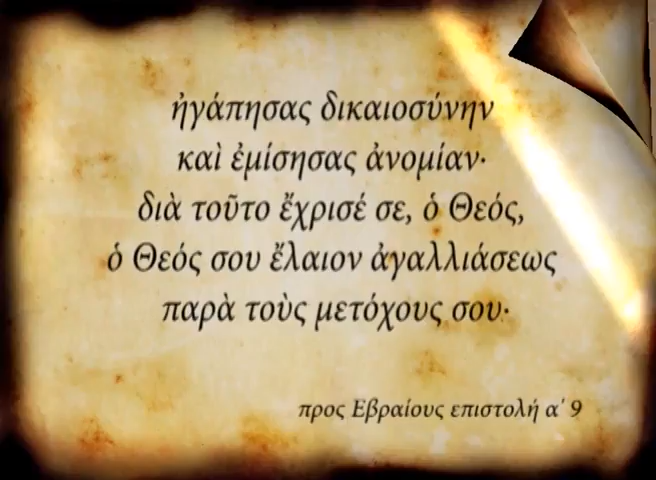 ἠγάπησας δικαιοσύνην
καὶ ἐμίσησας ἀνομίαν·
διὰ τοῦτο ἔχρισέ σε, ὁ Θεός,
ὁ Θεός σου ἔλαιον ἀγαλλιάσεως
παρὰ τοὺς μετόχους σου·
προς Εβραίους επιστολή α' 9